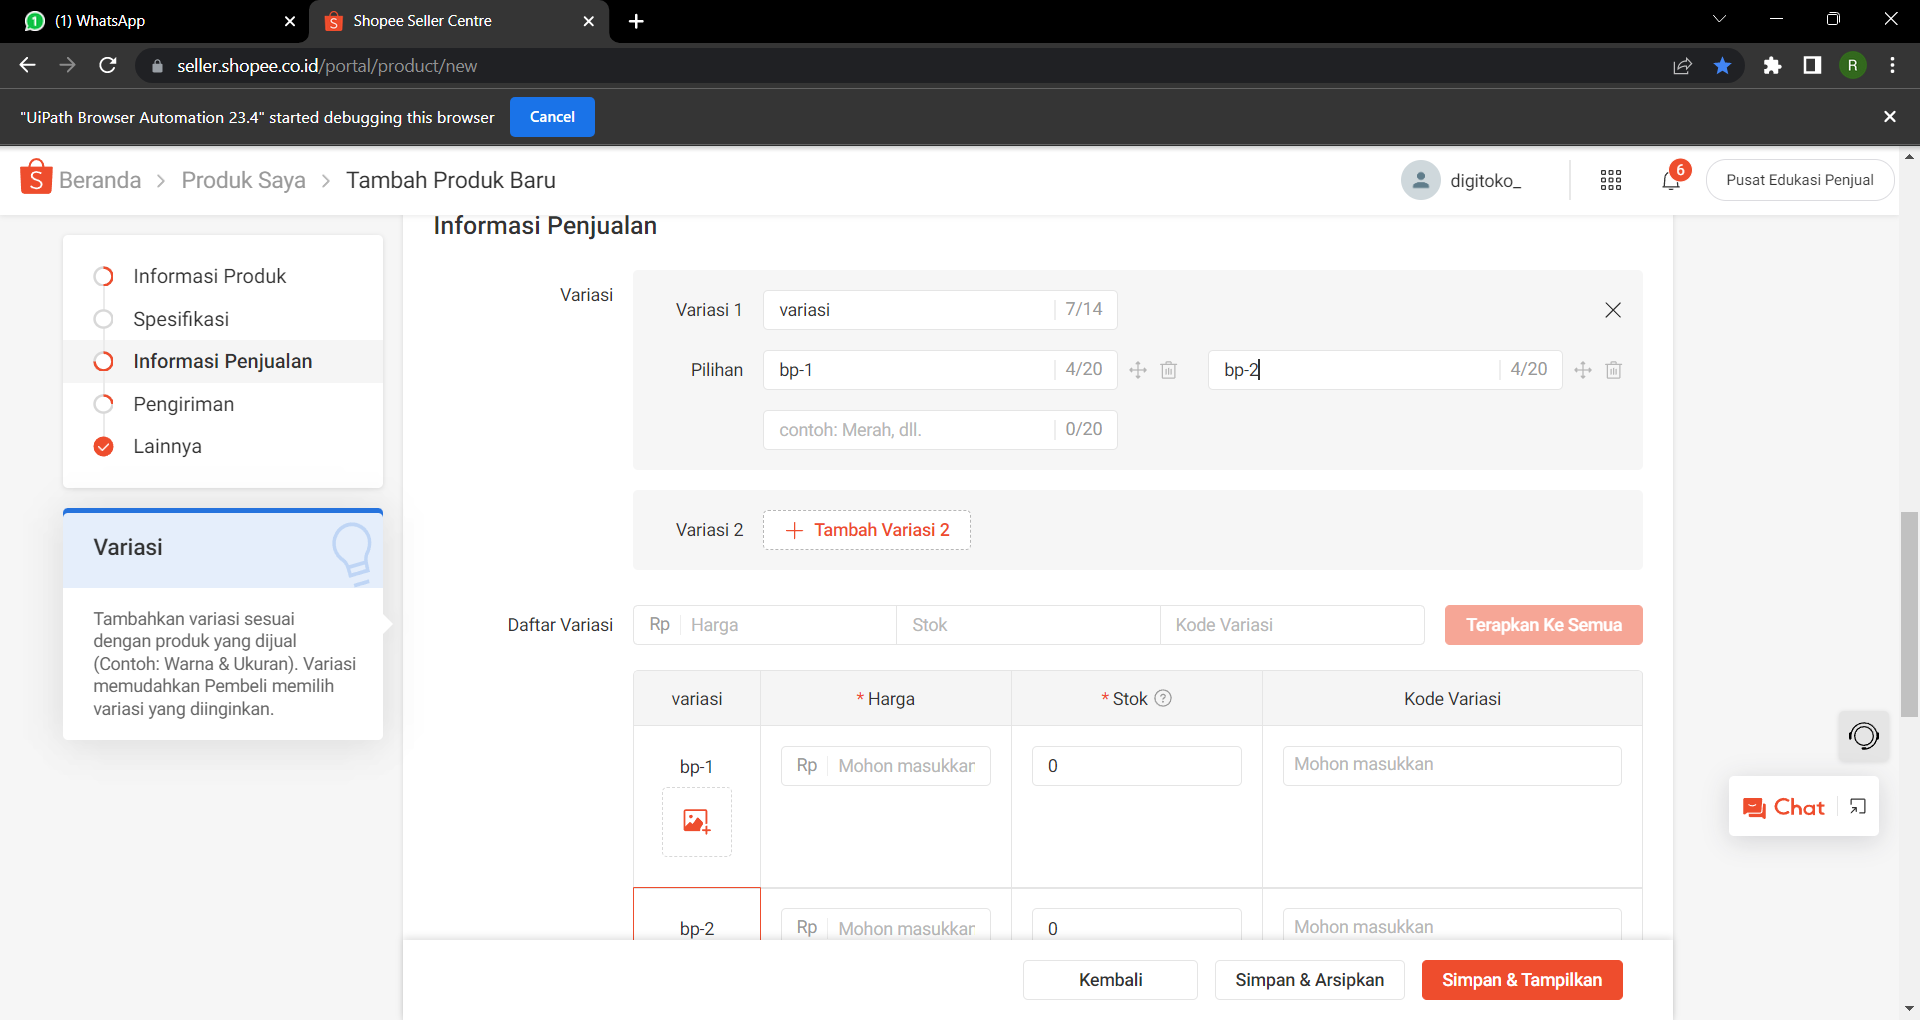 (1) WhatsApp
Shopee Seller Centre
seller.shopee.co.id/portal/product/new
R
"UiPath Browser Automation 23.4" started debugging this browser
Cancel
Beranda > Produk Saya > Tambah Produk Baru
digitoko_
6
Pusat Edukasi Penjual
Informasi Produk
Spesifikasi
Informasi Penjualan
Pengiriman
Lainnya
Variasi
Tambahkan variasi sesuai
dengan produk yang dijual
(Contoh: Warna & Ukuran). Variasi
memudahkan Pembeli memilih
variasi yang diinginkan.
Informasi Penjualan
Variasi
Variasi 1 variasi 7/14
Pilihan bp-1 4/20 bp-2 4/20
contoh: Merah, dll. 0/20
Variasi 2 + Tambah Variasi 2
Daftar Variasi Rp Harga Stok Kode Variasi Terapkan Ke Semua
variasi * Harga * Stok ? Kode Variasi
bp-1 Rp Mohon masukkan 0 Mohon masukkan
bp-2 Rp Mohon masukkan 0 Mohon masukkan
Chat
Kembali Simpan & Arsipkan Simpan & Tampilkan